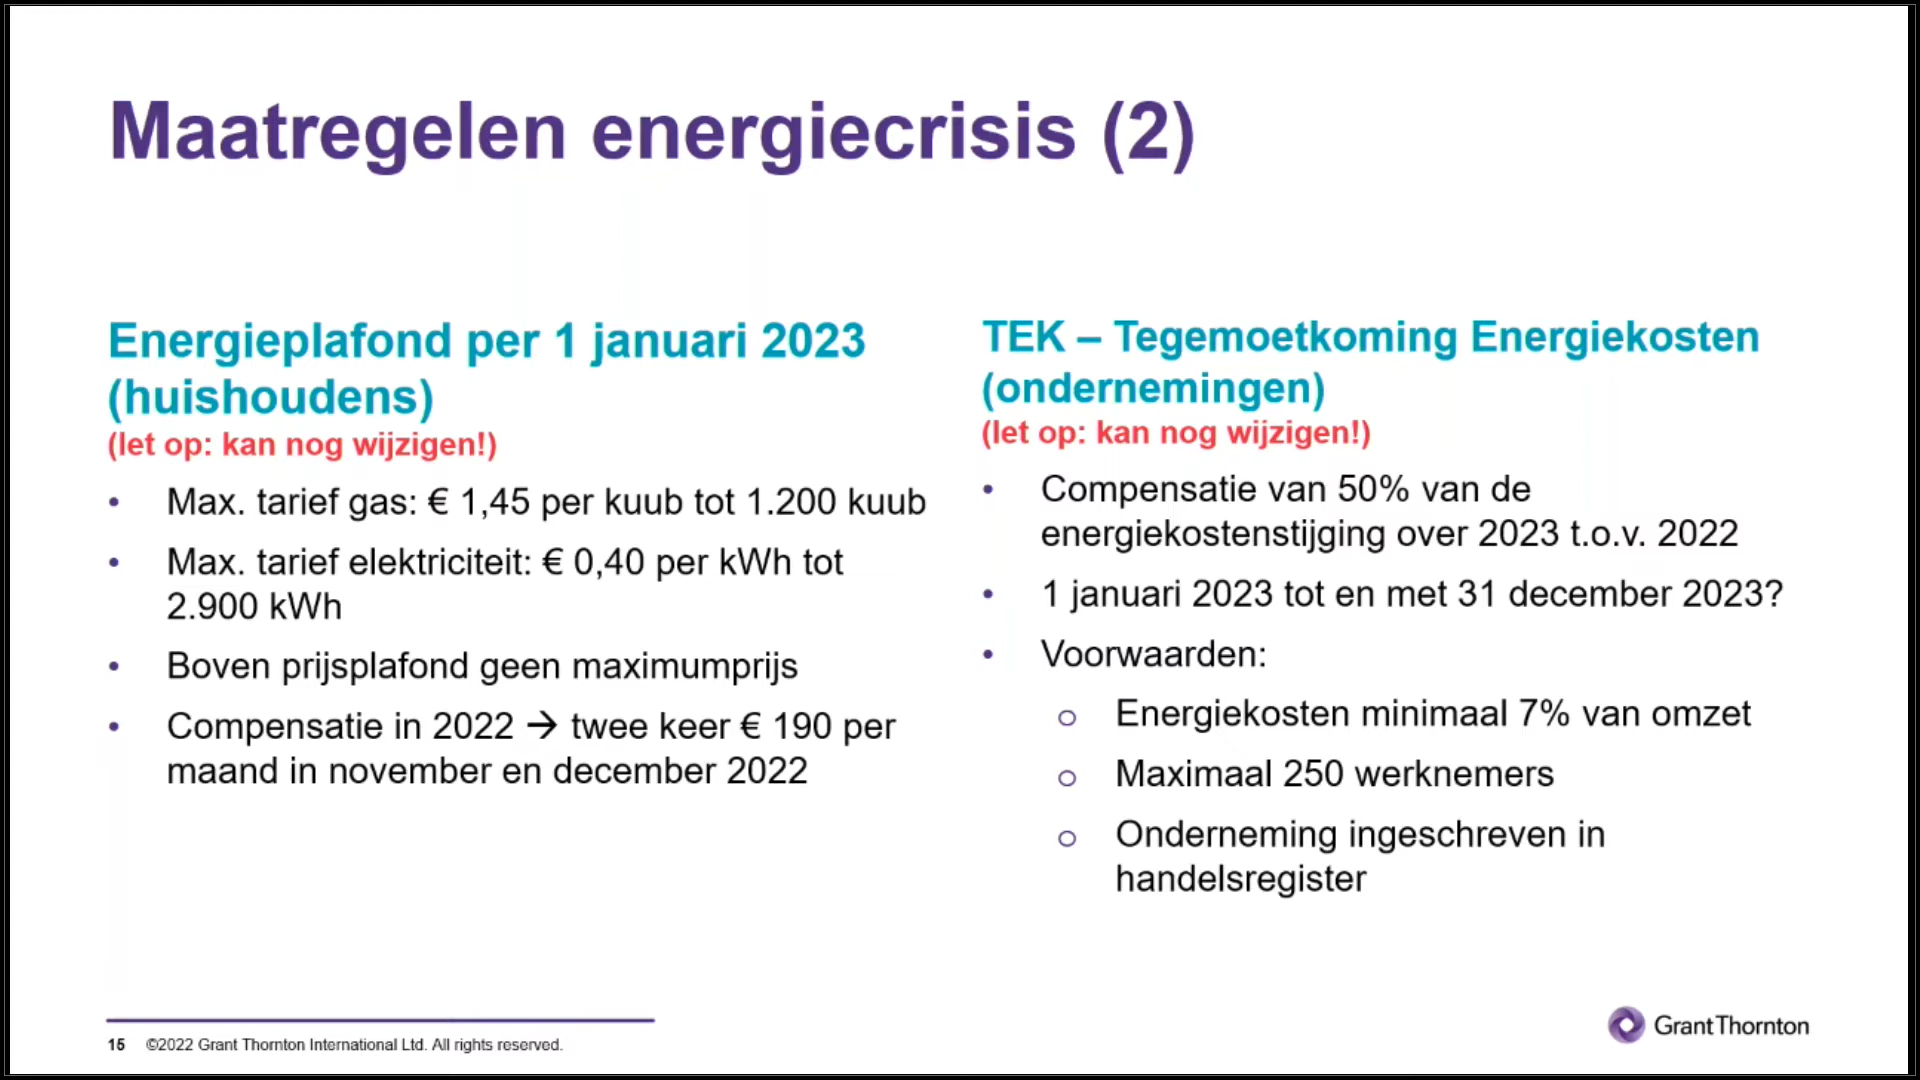 Maatregelen energiecrisis (2)
Energieplafond per 1 januari 2023
(huishoudens)
(let op: kan nog wijzigen!)
• Max. tarief gas: € 1,45 per kuub tot 1.200 kuub
• Max. tarief elektriciteit: € 0,40 per kWh tot
2.900 kWh
• Boven prijsplafond geen maximumprijs
• Compensatie in 2022 → twee keer € 190 per
maand in november en december 2022
TEK – Tegemoetkoming Energiekosten
(ondernemingen)
(let op: kan nog wijzigen!)
• Compensatie van 50% van de
energiekostenstijging over 2023 t.o.v. 2022
• 1 januari 2023 tot en met 31 december 2023?
• Voorwaarden:
o Energiekosten minimaal 7% van omzet
o Maximaal 250 werknemers
o Onderneming ingeschreven in
handelsregister
15 ©2022 Grant Thornton International Ltd. All rights reserved.
Grant Thornton